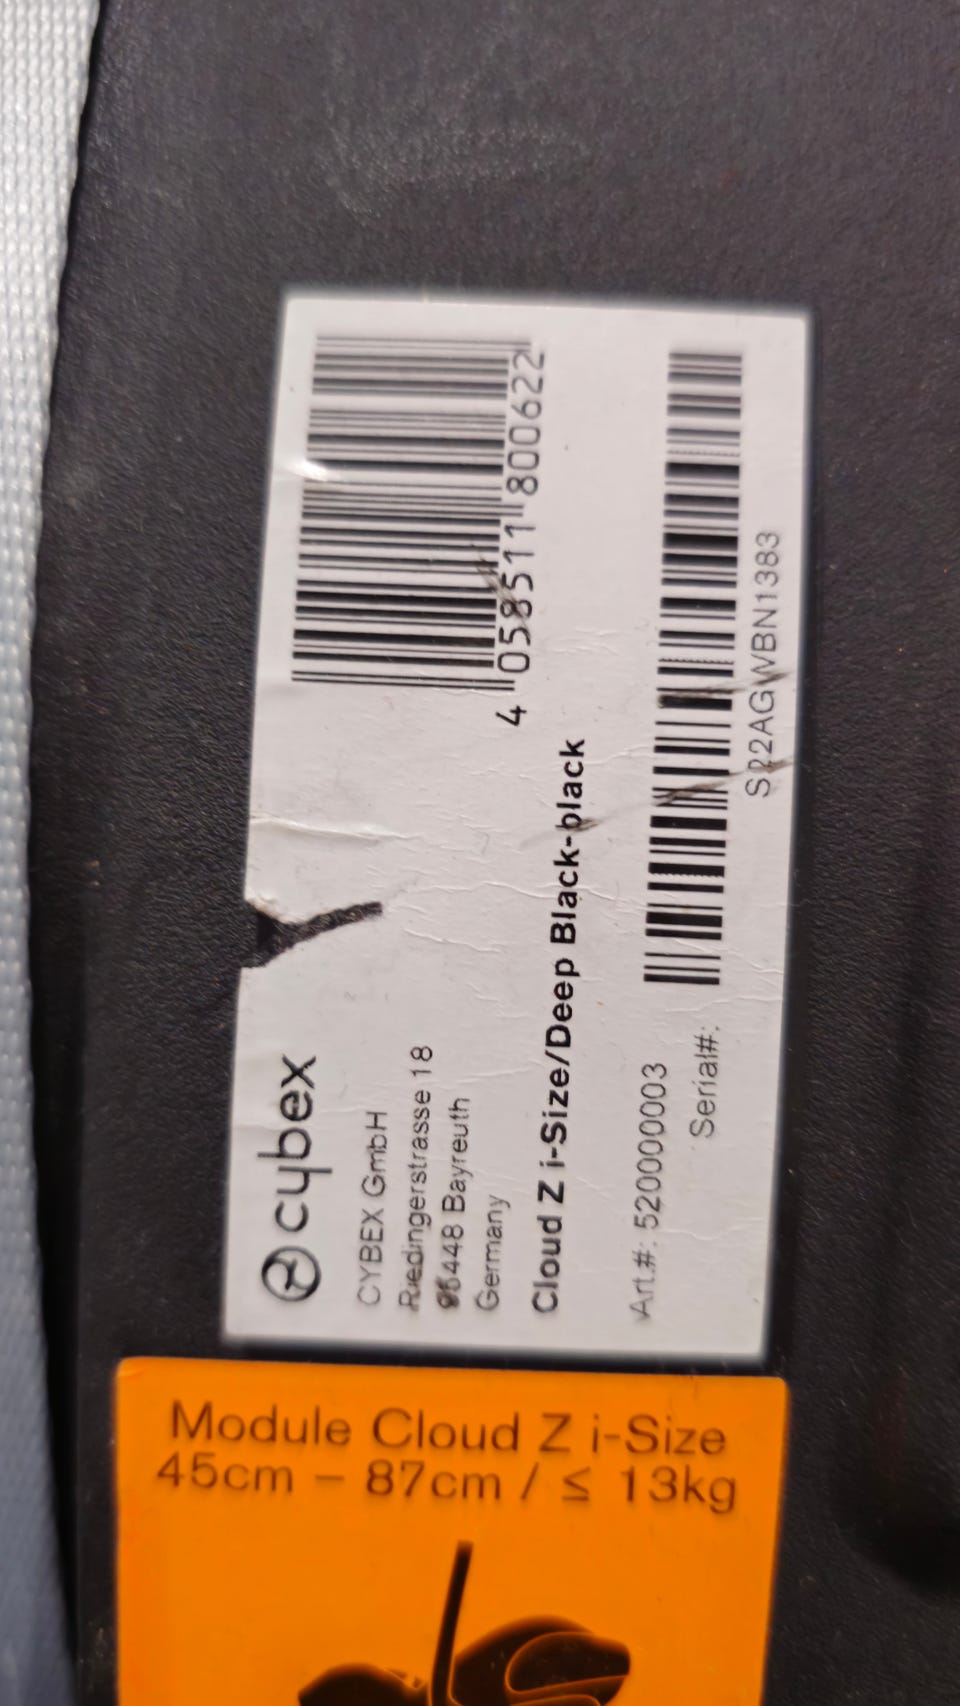 cybex
CYBEX GmbH
Riedingerstrasse 18
95448 Bayreuth
Germany
4 058511 800622
Cloud Z i-Size/Deep Black-black
Art.#: 520000003
Serial#:
S22AGWBN1383
Module Cloud Z i-Size
45cm – 87cm / ≤ 13kg